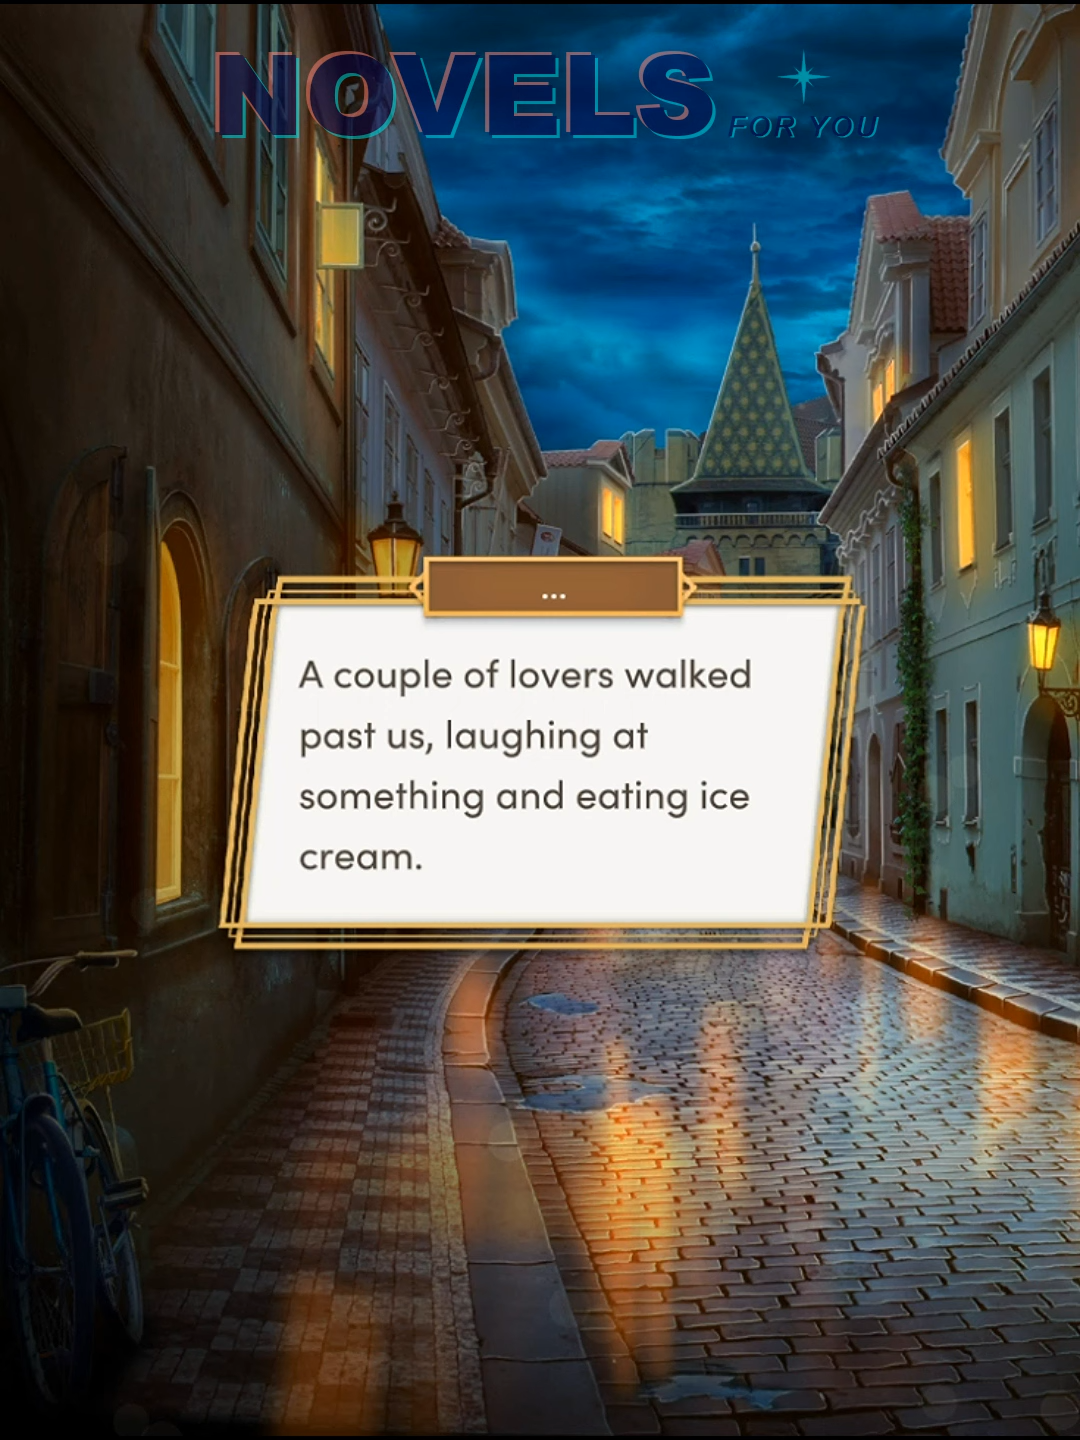 NOVELS
FOR YOU
...
A couple of lovers walked
past us, laughing at
something and eating ice
cream.